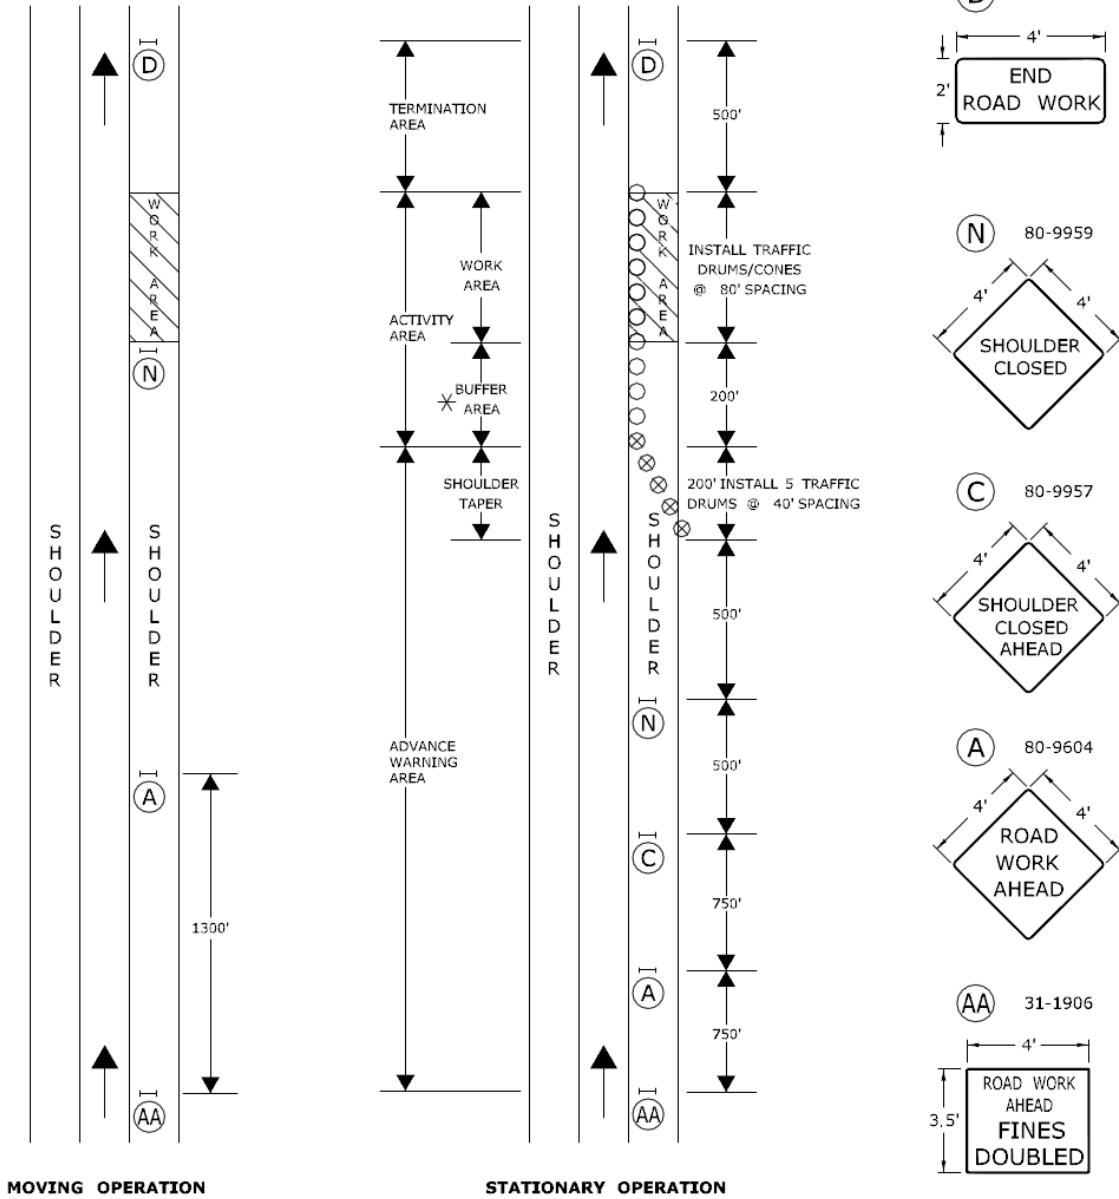 D
WORK AREA
N
SHOULDER
SHOULDER
A
1300'
AA
MOVING OPERATION
TERMINATION
AREA
ACTIVITY
AREA
WORK
AREA
BUFFER
AREA
SHOULDER
TAPER
ADVANCE
WARNING
AREA
D
500'
WORK AREA
INSTALL TRAFFIC
DRUMS/CONES
@ 80' SPACING
200'
200' INSTALL 5 TRAFFIC
DRUMS @ 40' SPACING
SHOULDER
SHOULDER
500'
N
500'
C
750'
A
750'
AA
STATIONARY OPERATION
4'
2'
END
ROAD WORK
N 80-9959
4' 4'
SHOULDER
CLOSED
C 80-9957
4' 4'
SHOULDER
CLOSED
AHEAD
A 80-9604
4' 4'
ROAD
WORK
AHEAD
AA 31-1906
4'
3.5'
ROAD WORK
AHEAD
FINES
DOUBLED